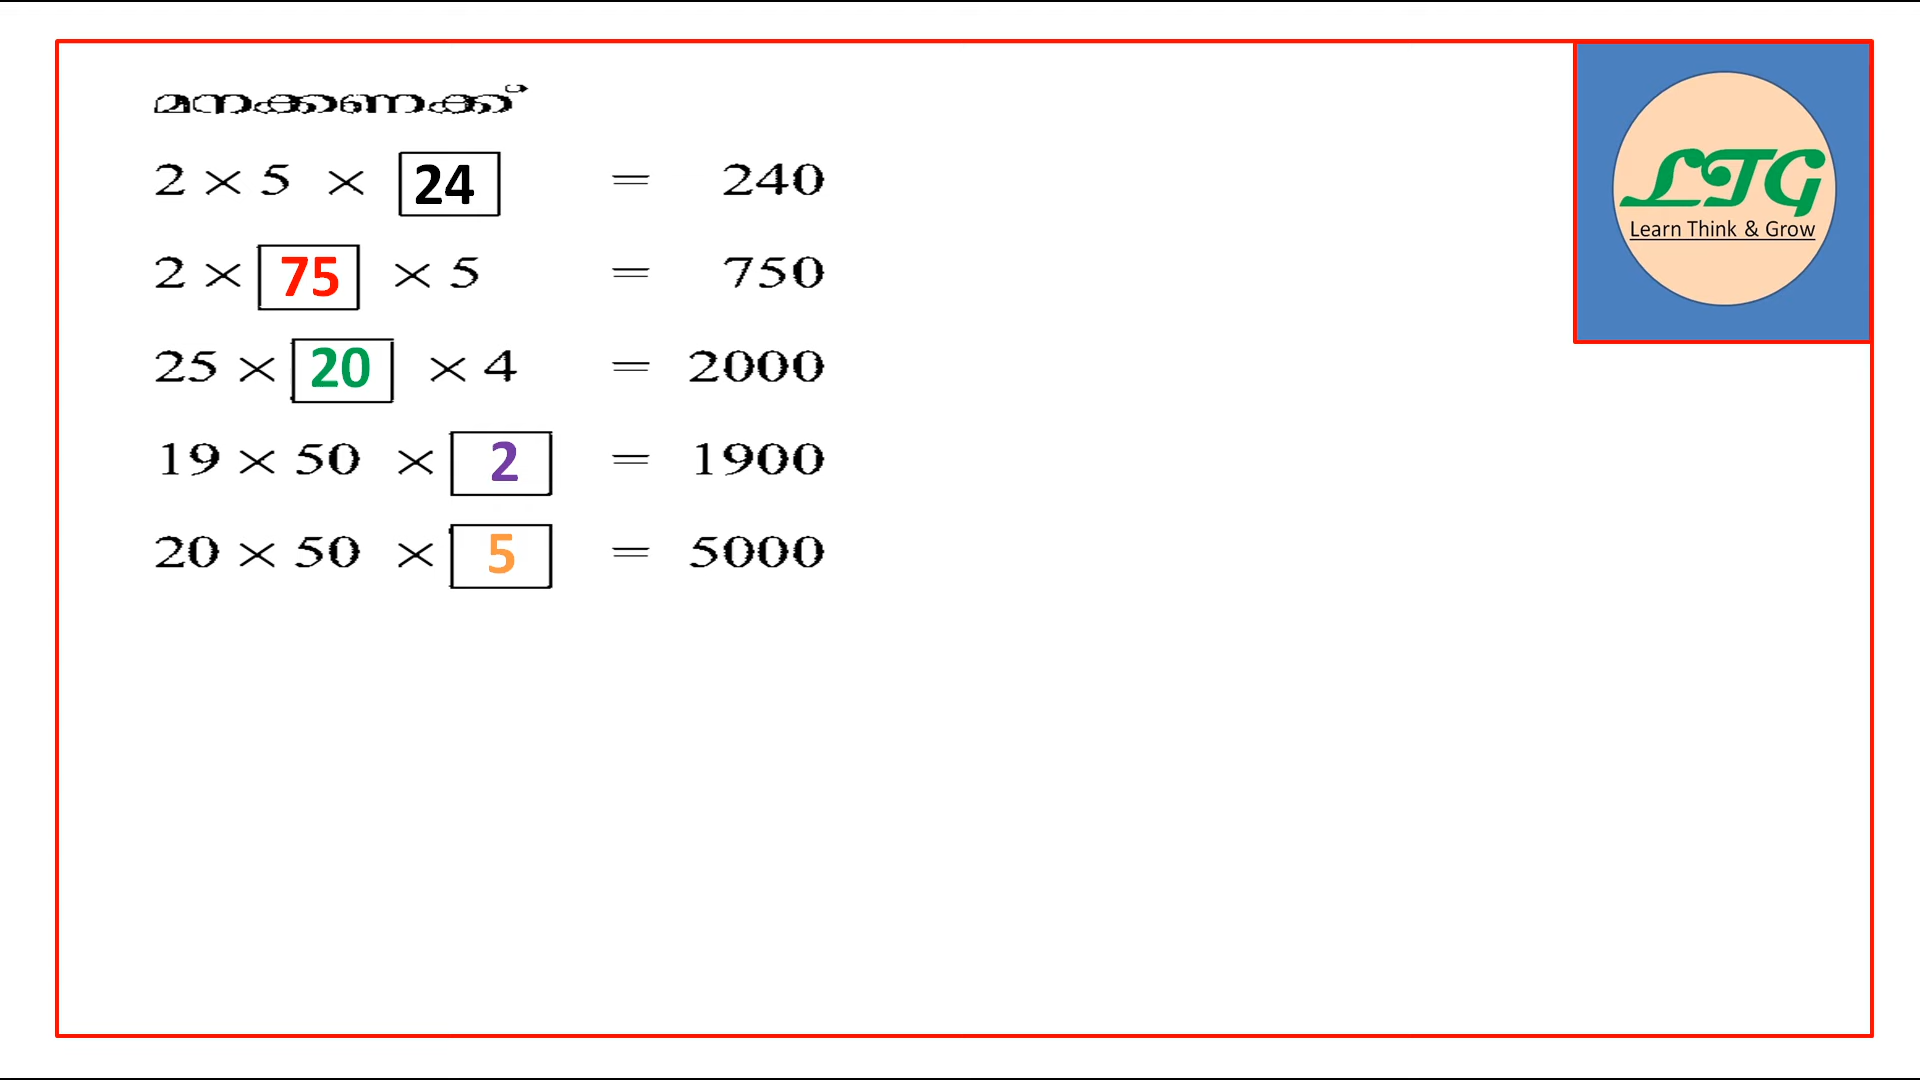 മനക്കണക്ക്
2 × 5 × 24 = 240
2 × 75 × 5 = 750
25 × 20 × 4 = 2000
19 × 50 × 2 = 1900
20 × 50 × 5 = 5000
LTG
Learn Think & Grow